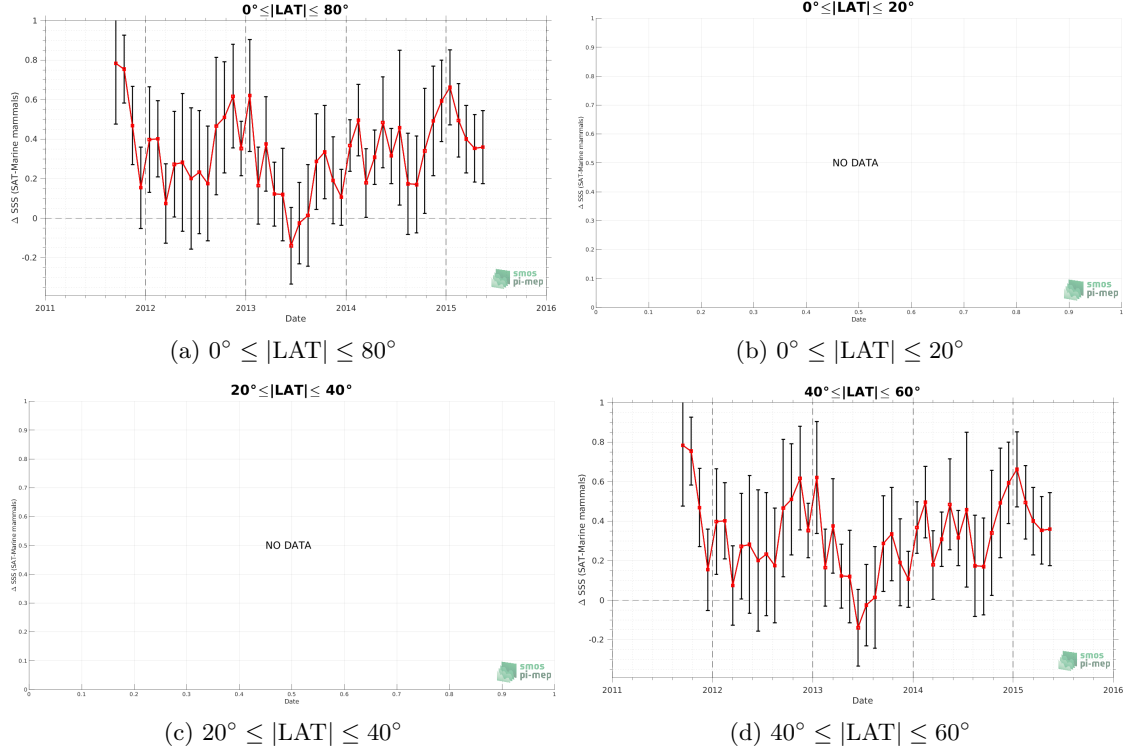 0°≤|LAT|≤ 80°
1
0.8
0.6
0.4
0.2
0
-0.2
Δ SSS (SAT-Marine mammals)
2011 2012 2013 2014 2015 2016
Date
smos
pi-mep
(a) 0° ≤ |LAT| ≤ 80°
0°≤|LAT|≤ 20°
1
0.9
0.8
0.7
0.6
0.5
0.4
0.3
0.2
0.1
0
Δ SSS (SAT-Marine mammals)
NO DATA
0 0.1 0.2 0.3 0.4 0.5 0.6 0.7 0.8 0.9 1
Date
smos
pi-mep
(b) 0° ≤ |LAT| ≤ 20°
20°≤|LAT|≤ 40°
1
0.9
0.8
0.7
0.6
0.5
0.4
0.3
0.2
0.1
0
Δ SSS (SAT-Marine mammals)
NO DATA
0 0.1 0.2 0.3 0.4 0.5 0.6 0.7 0.8 0.9 1
Date
smos
pi-mep
(c) 20° ≤ |LAT| ≤ 40°
40°≤|LAT|≤ 60°
1
0.8
0.6
0.4
0.2
0
-0.2
Δ SSS (SAT-Marine mammals)
2011 2012 2013 2014 2015 2016
Date
smos
pi-mep
(d) 40° ≤ |LAT| ≤ 60°